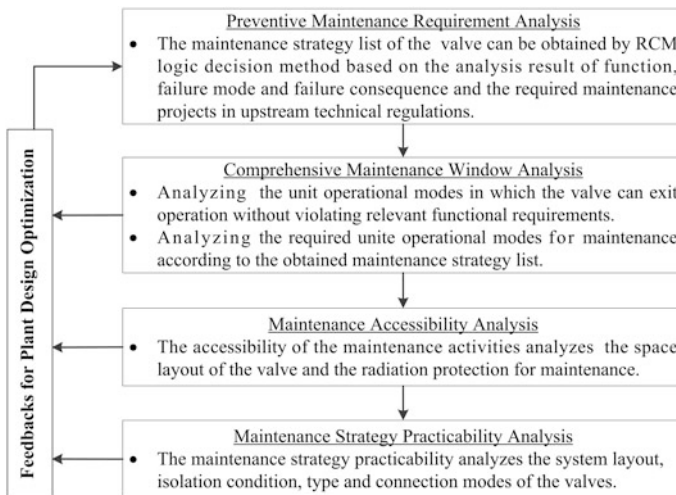 Preventive Maintenance Requirement Analysis
• The maintenance strategy list of the valve can be obtained by RCM
logic decision method based on the analysis result of function,
failure mode and failure consequence and the required maintenance
projects in upstream technical regulations.
Comprehensive Maintenance Window Analysis
• Analyzing the unit operational modes in which the valve can exit
operation without violating relevant functional requirements.
• Analyzing the required unite operational modes for maintenance
according to the obtained maintenance strategy list.
Maintenance Accessibility Analysis
• The accessibility of the maintenance activities analyzes the space
layout of the valve and the radiation protection for maintenance.
Maintenance Strategy Practicability Analysis
• The maintenance strategy practicability analyzes the system layout,
isolation condition, type and connection modes of the valves.
Feedbacks for Plant Design Optimization